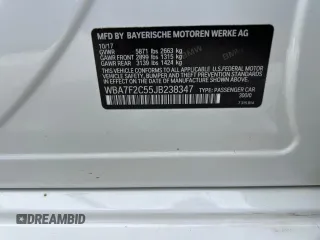 MFD BY BAYERISCHE MOTOREN WERKE AG
10/17
GVWR 5871 lbs 2663 kg
GAWR FRONT 2899 lbs 1315 kg
GAWR REAR 3139 lbs 1424 kg
THIS VEHICLE CONFORMS TO ALL APPLICABLE FEDERAL MOTOR VEHICLE SAFETY, BUMPER, AND THEFT PREVENTION STANDARDS IN EFFECT ON THE DATE OF MANUFACTURE SHOWN ABOVE.
WBA7F2C55JB238347 TYPE: PASSENGER CAR
DREAMBID